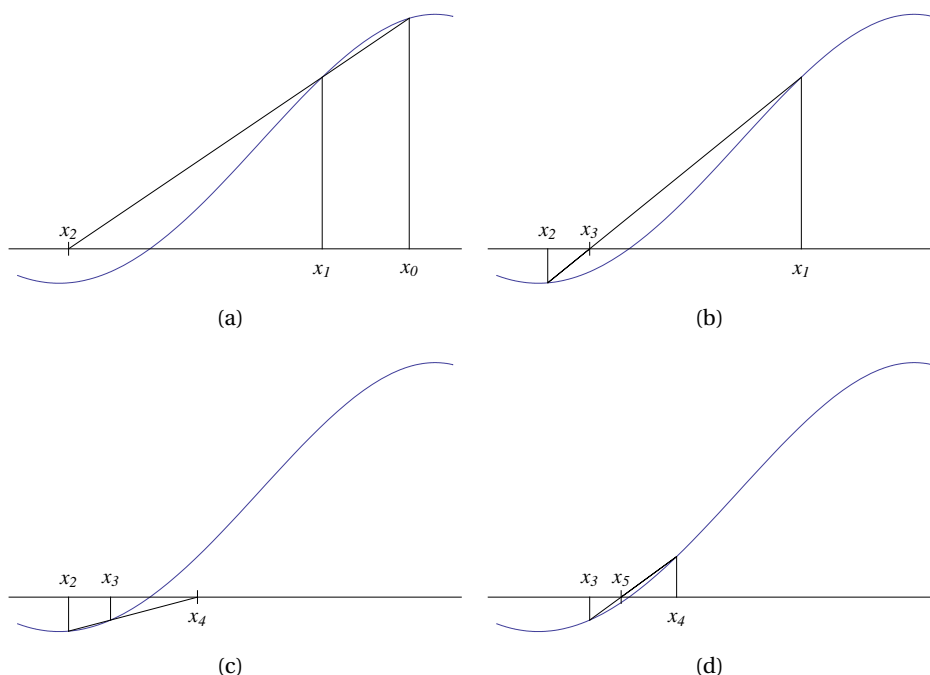 x₂
x₁ x₀
(a)
x₂ x₃
x₁
(b)
x₂ x₃
x₄
(c)
x₃ x₅
x₄
(d)